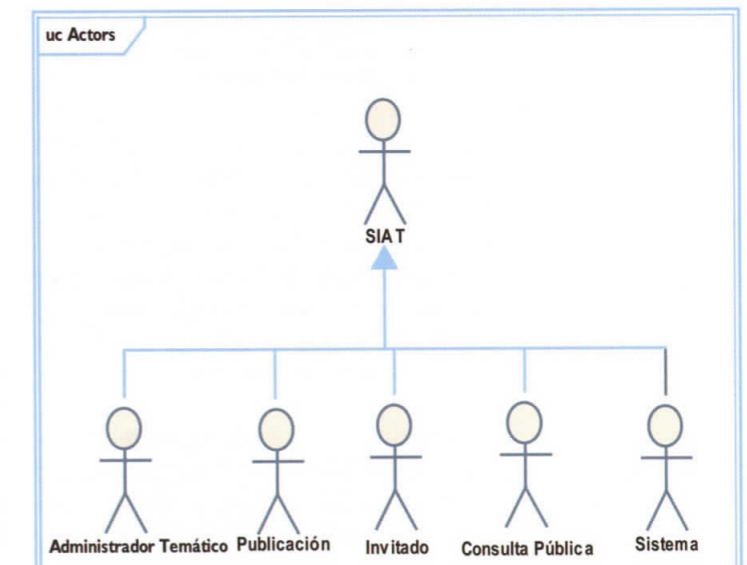 uc Actors
SIAT
Administrador Temático
Publicación
Invitado
Consulta Pública
Sistema